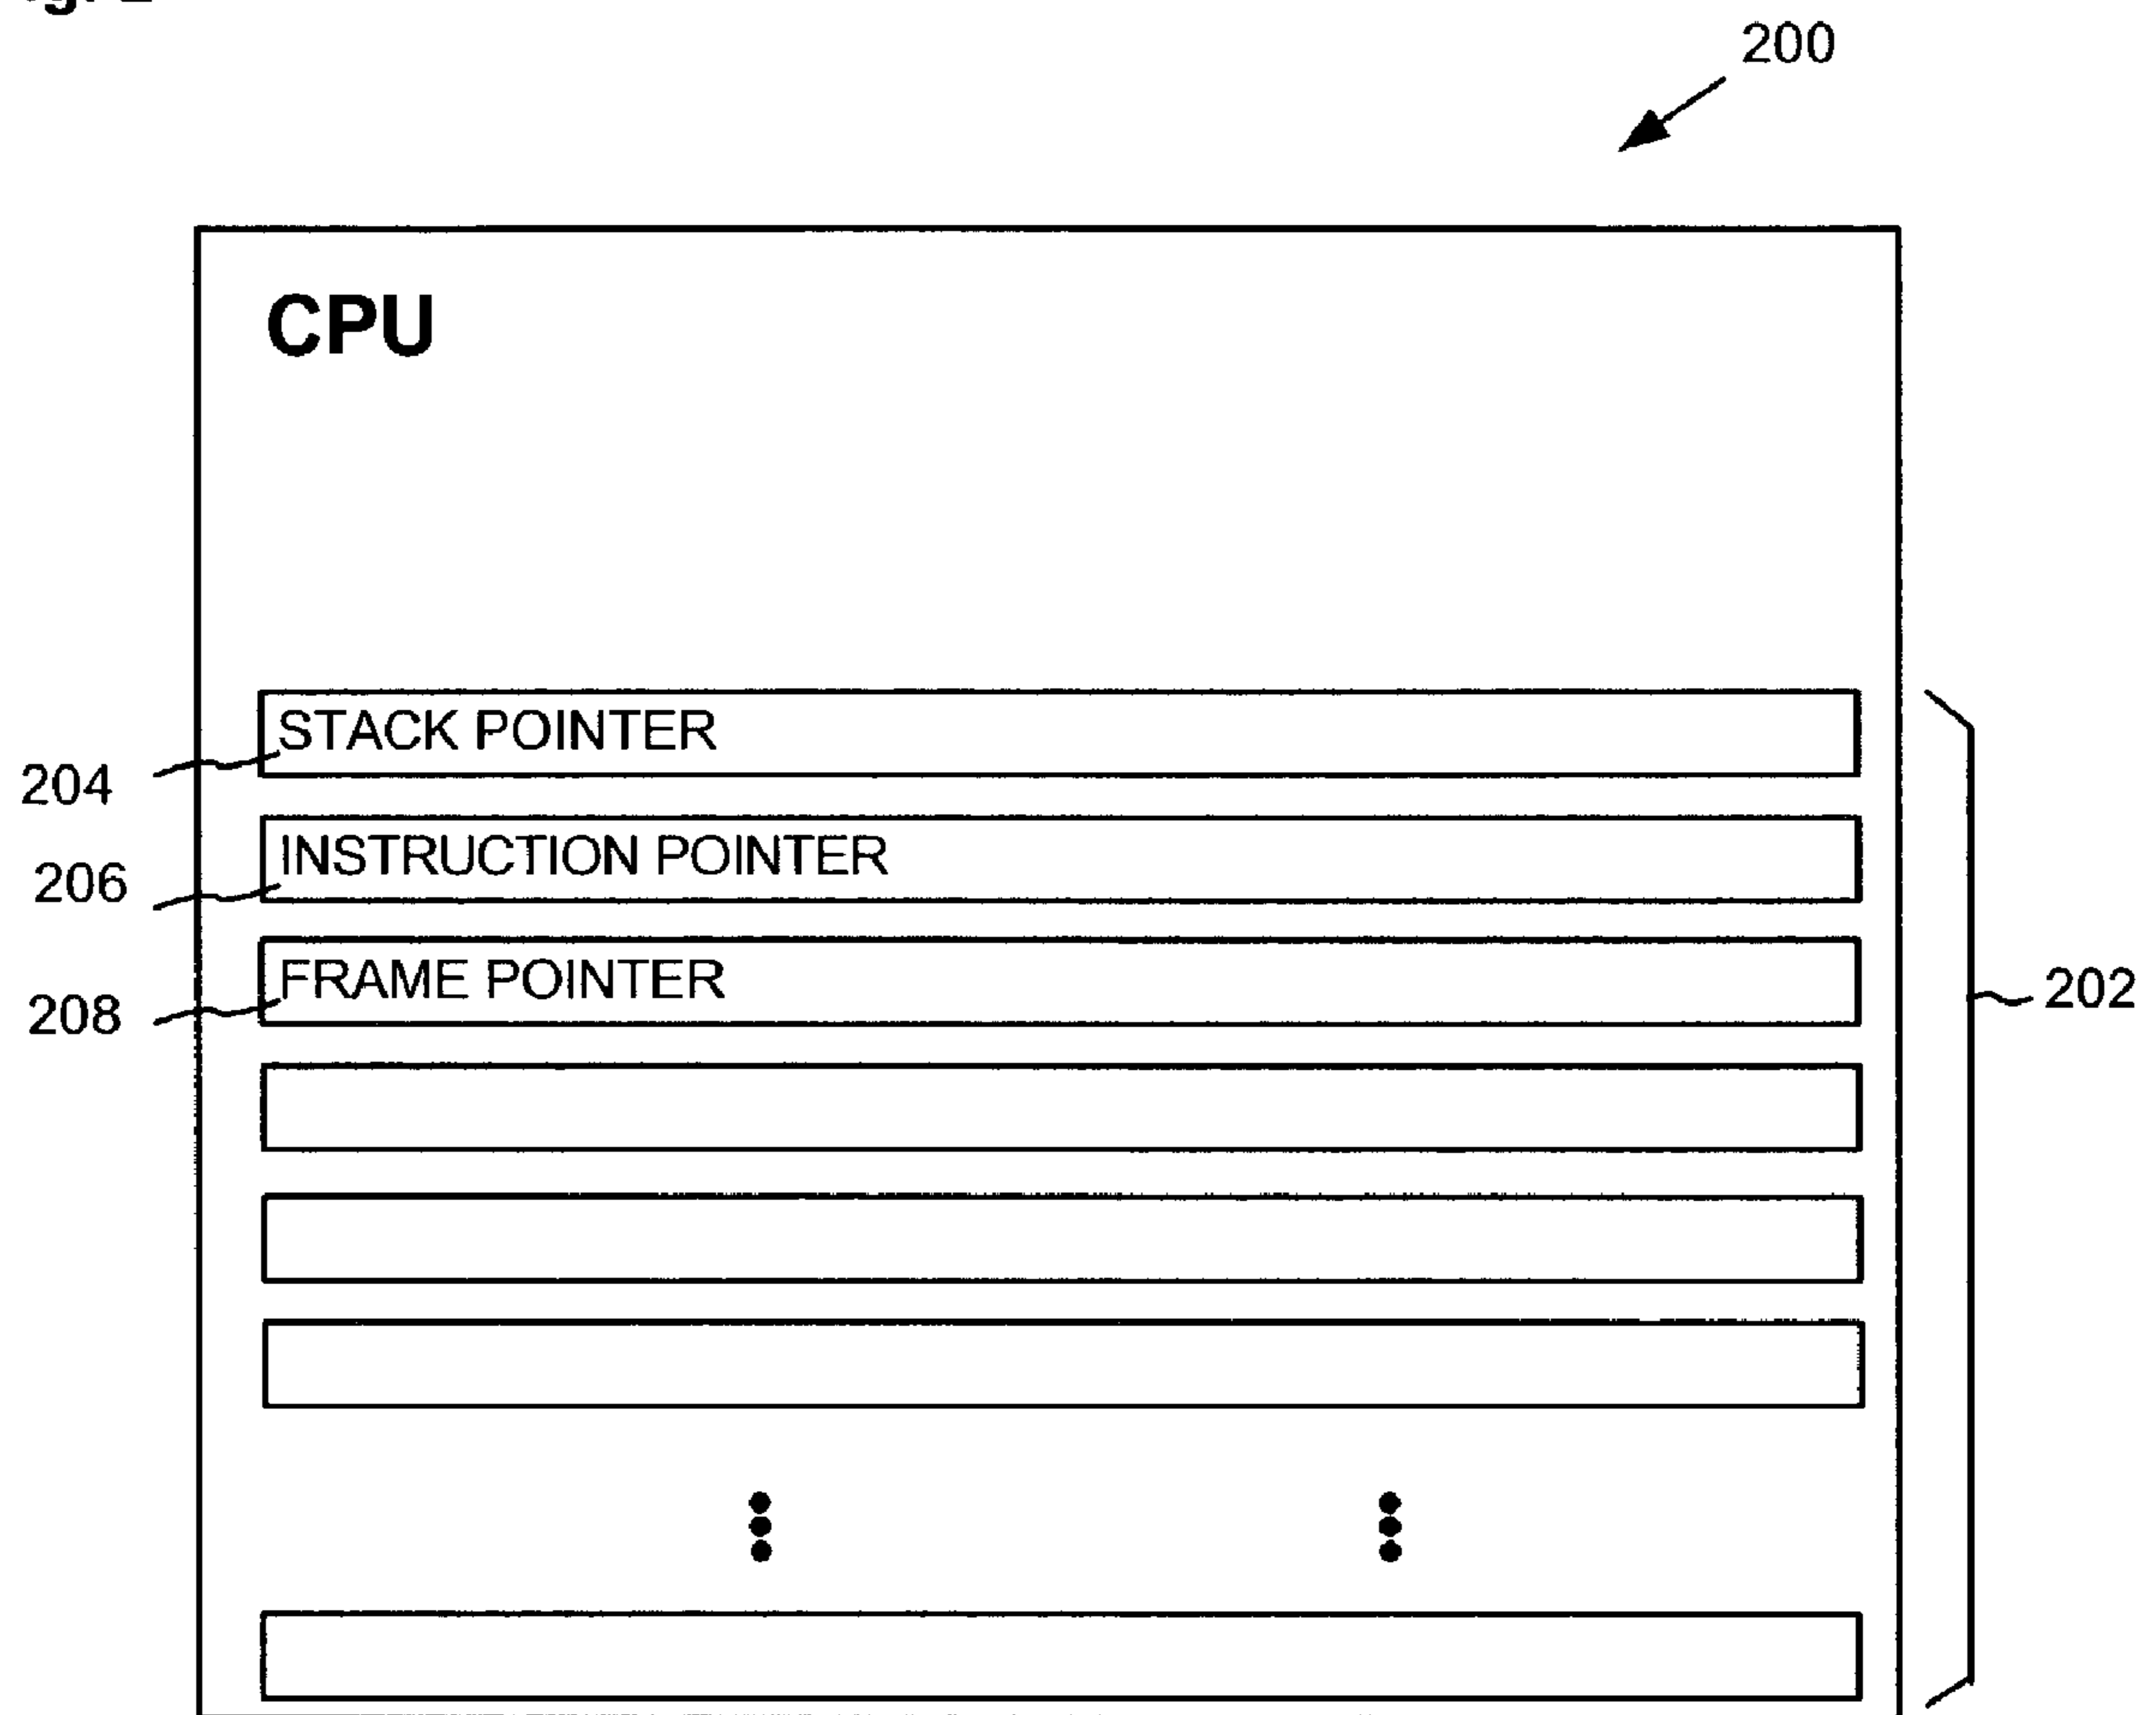 200
CPU
STACK POINTER
204
INSTRUCTION POINTER
206
FRAME POINTER
208
202